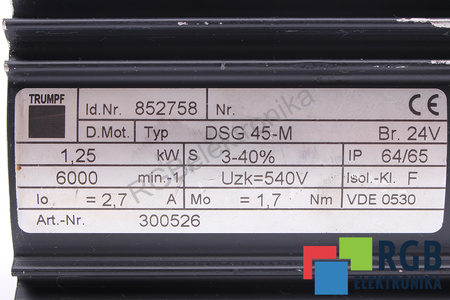 TRUMPF
Id.Nr. 852758 Nr. CE
D.Mot. Typ DSG 45-M Br. 24V
1,25 kW S 3-40% IP 64/65
6000 min.-1 Uzk=540V Isol.-Kl. F
Io = 2,7 A Mo = 1,7 Nm VDE 0530
Art.-Nr. 300526
RGBelektronika
RGB
ELEKTRONIKA